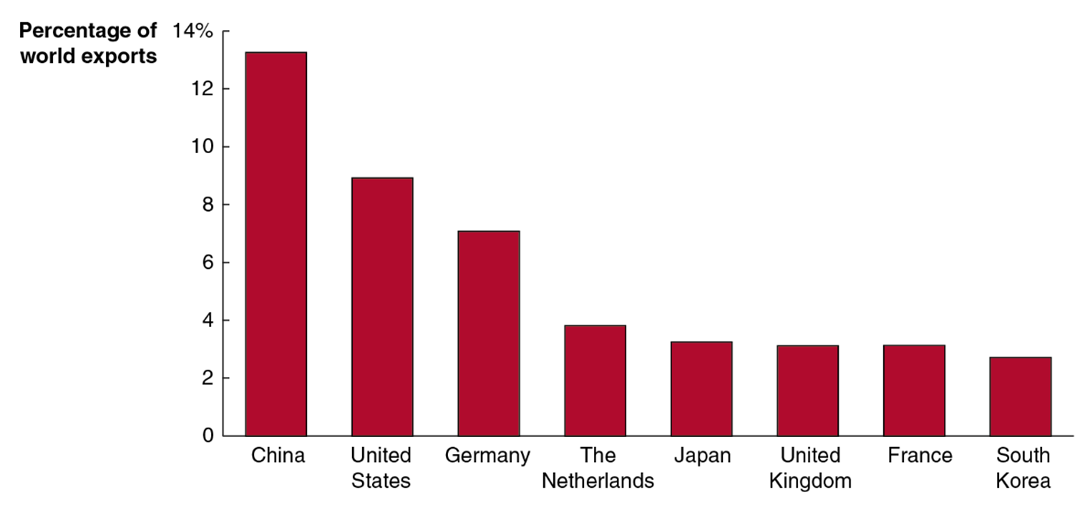 Percentage of
world exports
14%
12
10
8
6
4
2
0
China
United
States
Germany
The
Netherlands
Japan
United
Kingdom
France
South
Korea